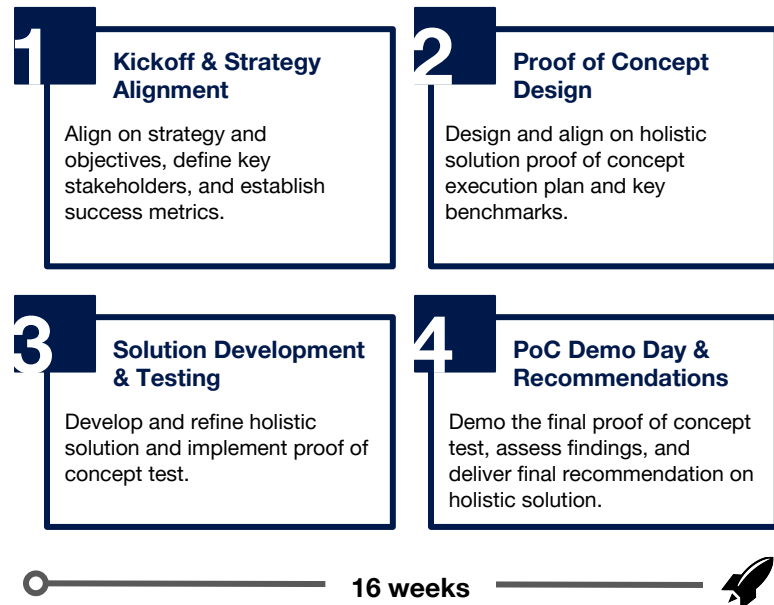 1
Kickoff & Strategy
Alignment
Align on strategy and
objectives, define key
stakeholders, and establish
success metrics.
2
Proof of Concept
Design
Design and align on holistic
solution proof of concept
execution plan and key
benchmarks.
3
Solution Development
& Testing
Develop and refine holistic
solution and implement proof of
concept test.
4
PoC Demo Day &
Recommendations
Demo the final proof of concept
test, assess findings, and
deliver final recommendation on
holistic solution.
16 weeks